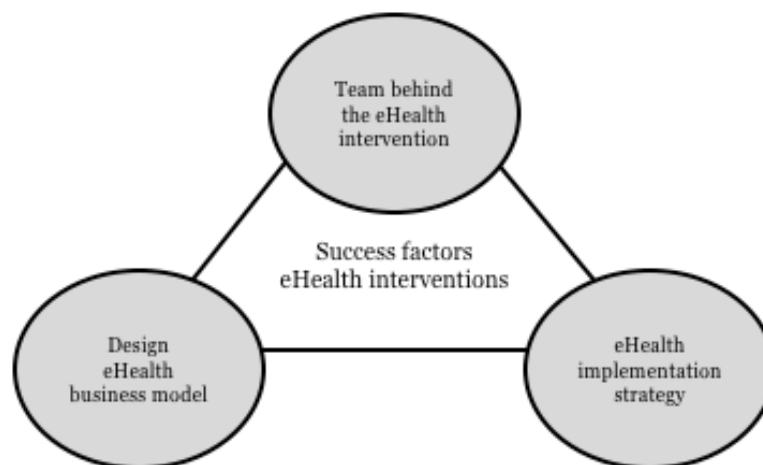 Team behind
the eHealth
intervention
Success factors
eHealth interventions
Design
eHealth
business model
eHealth
implementation
strategy